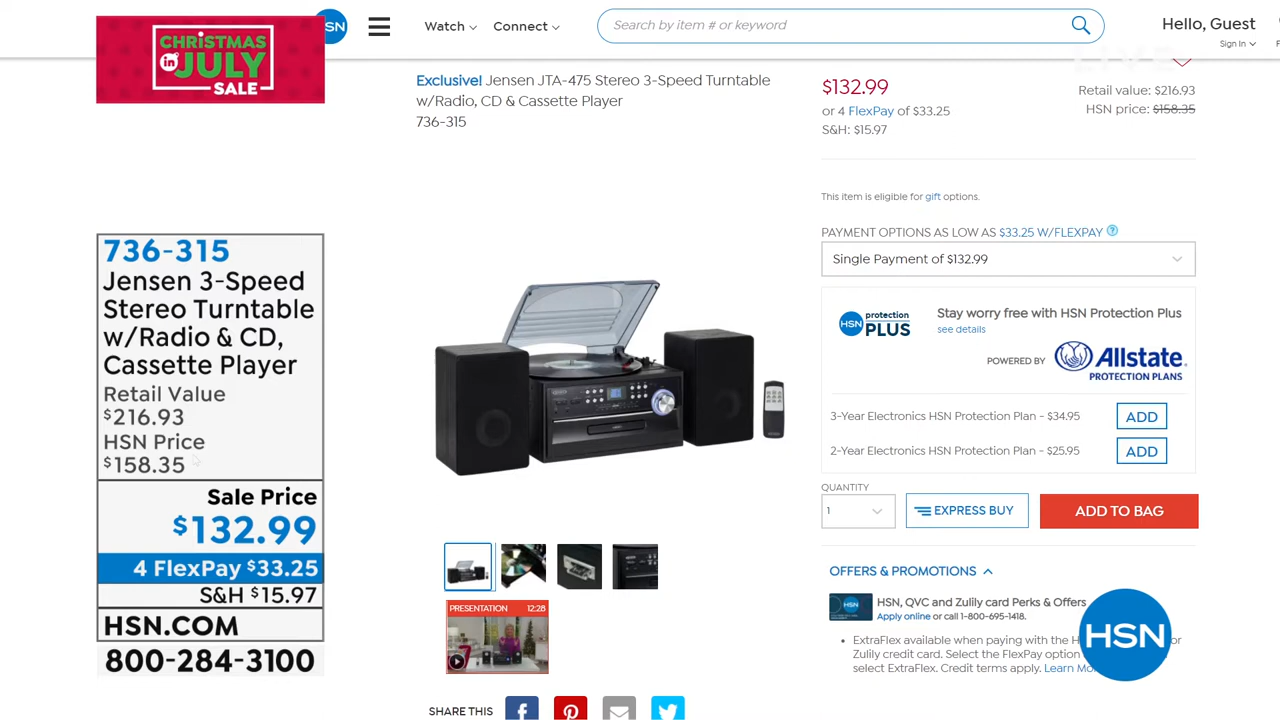 CHRISTMAS
in
JULY
SALE
SN
Watch
Connect
Search by item # or keyword
Hello, Guest
Sign In
LIVE
Exclusive! Jensen JTA-475 Stereo 3-Speed Turntable
w/Radio, CD & Cassette Player
736-315
$132.99
or 4 FlexPay of $33.25
S&H: $15.97
Retail value: $216.93
HSN price: $158.35
This item is eligible for gift options.
PAYMENT OPTIONS AS LOW AS $33.25 W/FLEXPAY ?
Single Payment of $132.99
HSN protection PLUS
Stay worry free with HSN Protection Plus
see details
POWERED BY Allstate
PROTECTION PLANS
3-Year Electronics HSN Protection Plan - $34.95 ADD
2-Year Electronics HSN Protection Plan - $25.95 ADD
QUANTITY
1
EXPRESS BUY
ADD TO BAG
OFFERS & PROMOTIONS
HSN
HSN, QVC and Zulily card Perks & Offers
Apply online or call 1-800-695-1418.
ExtraFlex available when paying with the H or
Zulily credit card. Select the FlexPay option
select ExtraFlex. Credit terms apply. Learn Mo
HSN
736-315
Jensen 3-Speed
Stereo Turntable
w/Radio & CD,
Cassette Player
Retail Value
$216.93
HSN Price
$158.35
Sale Price
$132.99
4 FlexPay $33.25
S&H $15.97
HSN.COM
800-284-3100
PRESENTATION 12:28
SHARE THIS